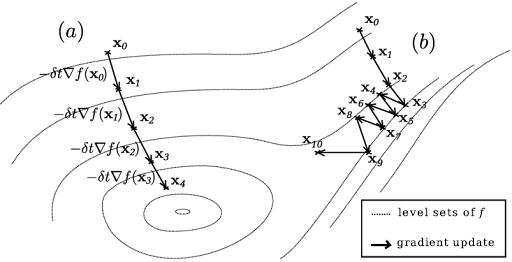 (a)
x₀
−δt∇f(x₀)
x₁
−δt∇f(x₁)
x₂
−δt∇f(x₂)
x₃
−δt∇f(x₃)
x₄
(b)
x₀
x₁
x₂
x₃
x₄
x₅
x₆
x₇
x₈
x₉
x₁₀
level sets of f
gradient update